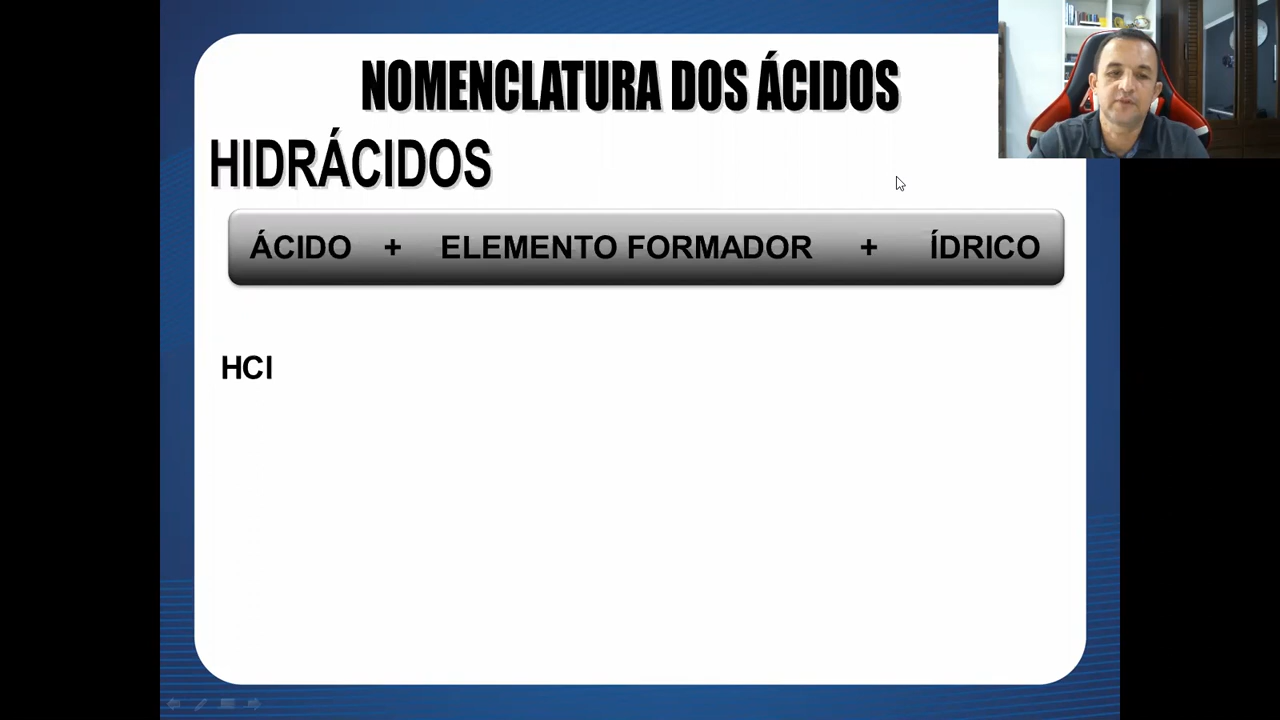 NOMENCLATURA DOS ÁCIDOS
HIDRÁCIDOS
ÁCIDO + ELEMENTO FORMADOR + ÍDRICO
HCl